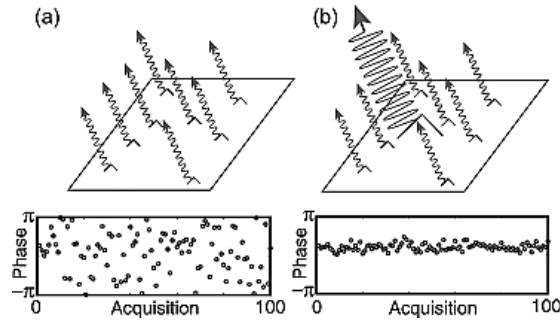 (a)
(b)
π
Phase
-π
0
Acquisition
100
π
Phase
-π
0
Acquisition
100